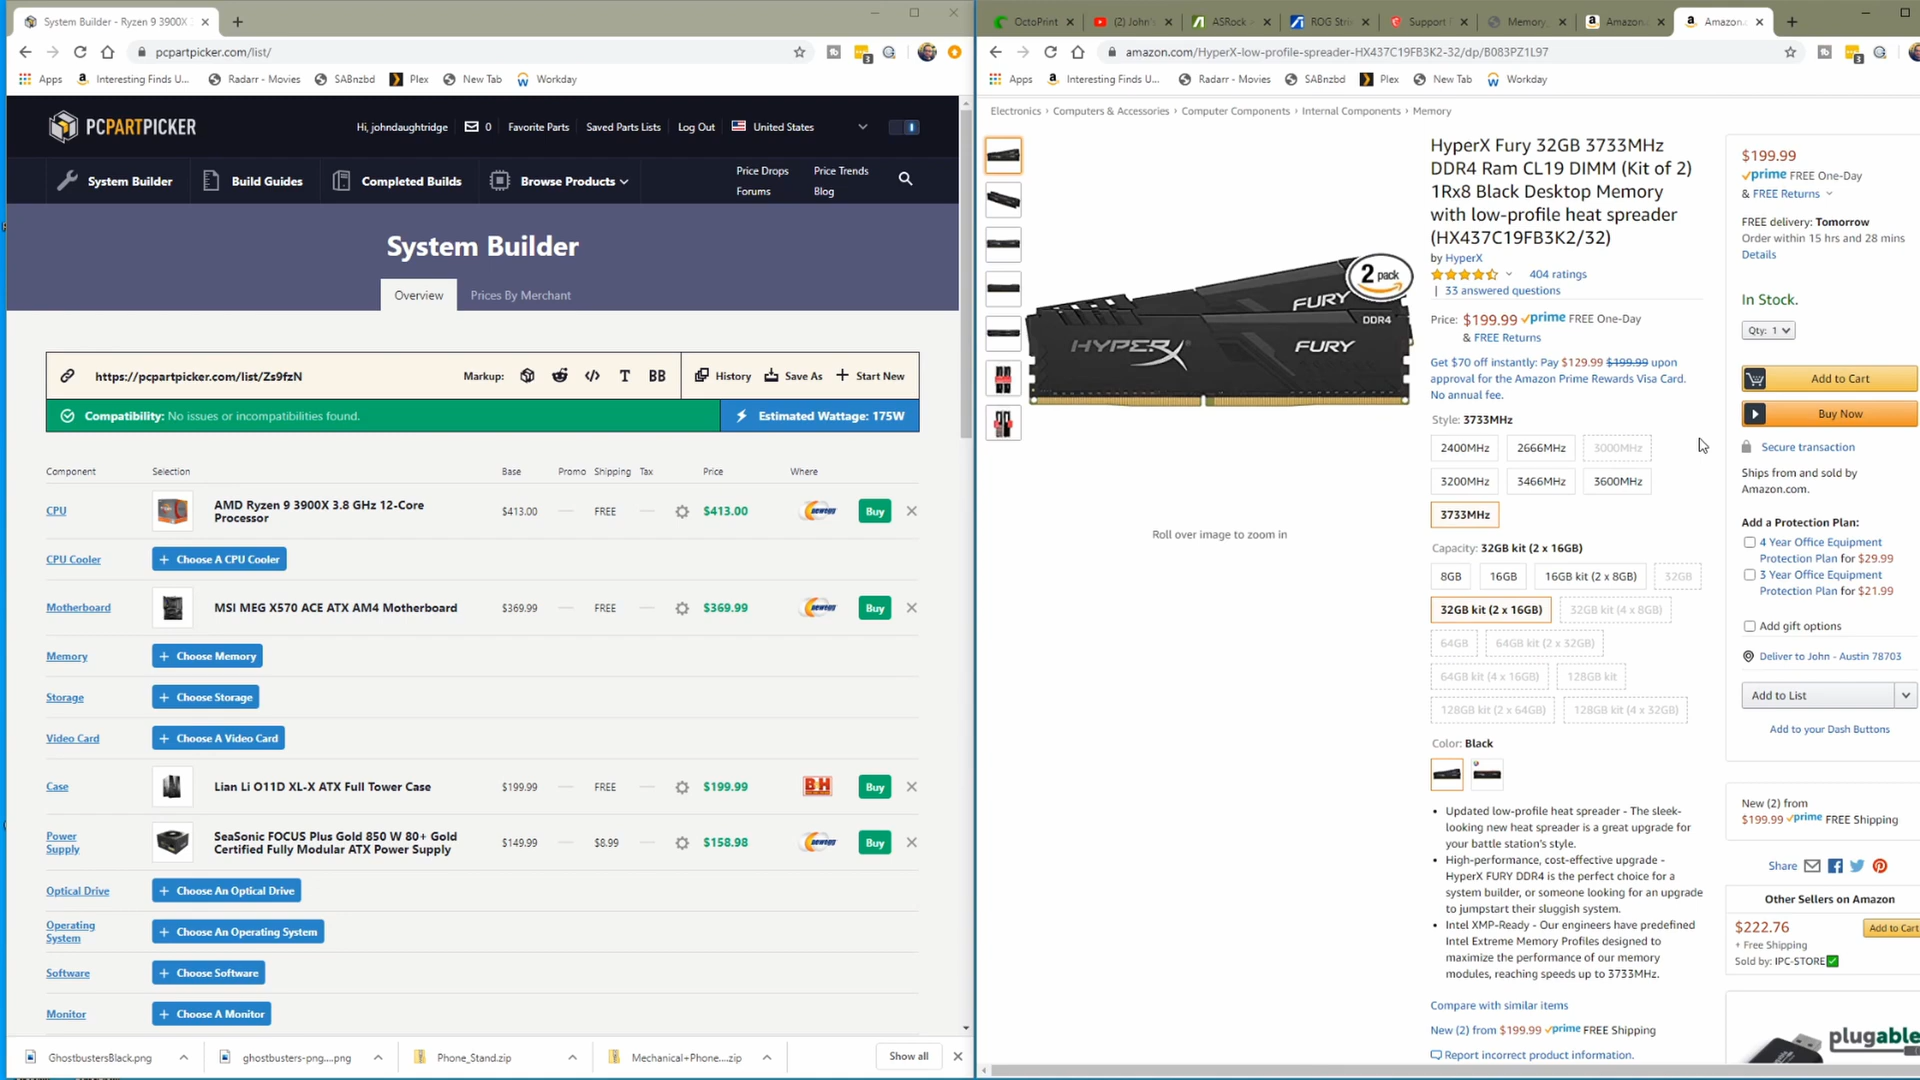 System Builder - Ryzen 9 3900X
pcpartpicker.com/list/
Apps
Interesting Finds U...
Radarr - Movies
SABnzbd
Plex
New Tab
Workday
PCPARTPICKER
Hi, johndaughtridge
0
Favorite Parts
Saved Parts Lists
Log Out
United States
System Builder
Build Guides
Completed Builds
Browse Products
Price Drops
Price Trends
Forums
Blog
System Builder
Overview
Prices By Merchant
https://pcpartpicker.com/list/Zs9fzN
Markup:
T
BB
History
Save As
+ Start New
Compatibility: No issues or incompatibilities found.
Estimated Wattage: 175W
Component Selection Base Promo Shipping Tax Price Where
CPU
AMD Ryzen 9 3900X 3.8 GHz 12-Core
Processor
$413.00 FREE $413.00 newegg Buy
CPU Cooler
+ Choose A CPU Cooler
Motherboard
MSI MEG X570 ACE ATX AM4 Motherboard
$369.99 FREE $369.99 newegg Buy
Memory
+ Choose Memory
Storage
+ Choose Storage
Video Card
+ Choose A Video Card
Case
Lian Li O11D XL-X ATX Full Tower Case
$199.99 FREE $199.99 BH Buy
Power
Supply
SeaSonic FOCUS Plus Gold 850 W 80+ Gold
Certified Fully Modular ATX Power Supply
$149.99 $8.99 $158.98 newegg Buy
Optical Drive
+ Choose An Optical Drive
Operating
System
+ Choose An Operating System
Software
+ Choose Software
Monitor
+ Choose A Monitor
GhostbustersBlack.png
ghostbusters-png....png
Phone_Stand.zip
Mechanical+Phone....zip
Show all
OctoPrint
(2) John's
ASRock
ROG Stri
Support
Memory
Amazon
Amazon
amazon.com/HyperX-low-profile-spreader-HX437C19FB3K2-32/dp/B083PZ1L97
Apps
Interesting Finds U...
Radarr - Movies
SABnzbd
Plex
New Tab
Workday
Electronics › Computers & Accessories › Computer Components › Internal Components › Memory
2 pack
FURY
DDR4
HYPERX
FURY
Roll over image to zoom in
HyperX Fury 32GB 3733MHz
DDR4 Ram CL19 DIMM (Kit of 2)
1Rx8 Black Desktop Memory
with low-profile heat spreader
(HX437C19FB3K2/32)
by HyperX
404 ratings
| 33 answered questions
Price: $199.99 prime FREE One-Day
& FREE Returns
Get $70 off instantly: Pay $129.99 $199.99 upon
approval for the Amazon Prime Rewards Visa Card.
No annual fee.
Style: 3733MHz
2400MHz 2666MHz 3000MHz
3200MHz 3466MHz 3600MHz
3733MHz
Capacity: 32GB kit (2 x 16GB)
8GB 16GB 16GB kit (2 x 8GB) 32GB
32GB kit (2 x 16GB) 32GB kit (4 x 8GB)
64GB 64GB kit (2 x 32GB)
64GB kit (4 x 16GB) 128GB kit
128GB kit (2 x 64GB) 128GB kit (4 x 32GB)
Color: Black
• Updated low-profile heat spreader - The sleek-
looking new heat spreader is a great upgrade for
your battle station's style.
• High-performance, cost-effective upgrade -
HyperX FURY DDR4 is the perfect choice for a
system builder, or someone looking for an upgrade
to jumpstart their sluggish system.
• Intel XMP-Ready - Our engineers have predefined
Intel Extreme Memory Profiles designed to
maximize the performance of our memory
modules, reaching speeds up to 3733MHz.
Compare with similar items
New (2) from $199.99 prime FREE Shipping
Report incorrect product information.
$199.99
prime FREE One-Day
& FREE Returns
FREE delivery: Tomorrow
Order within 15 hrs and 28 mins
Details
In Stock.
Qty: 1
Add to Cart
Buy Now
Secure transaction
Ships from and sold by
Amazon.com.
Add a Protection Plan:
4 Year Office Equipment
Protection Plan for $29.99
3 Year Office Equipment
Protection Plan for $21.99
Add gift options
Deliver to John - Austin 78703
Add to List
Add to your Dash Buttons
New (2) from
$199.99 prime FREE Shipping
Share
Other Sellers on Amazon
$222.76
Add to Cart
+ Free Shipping
Sold by: IPC-STORE
plugable